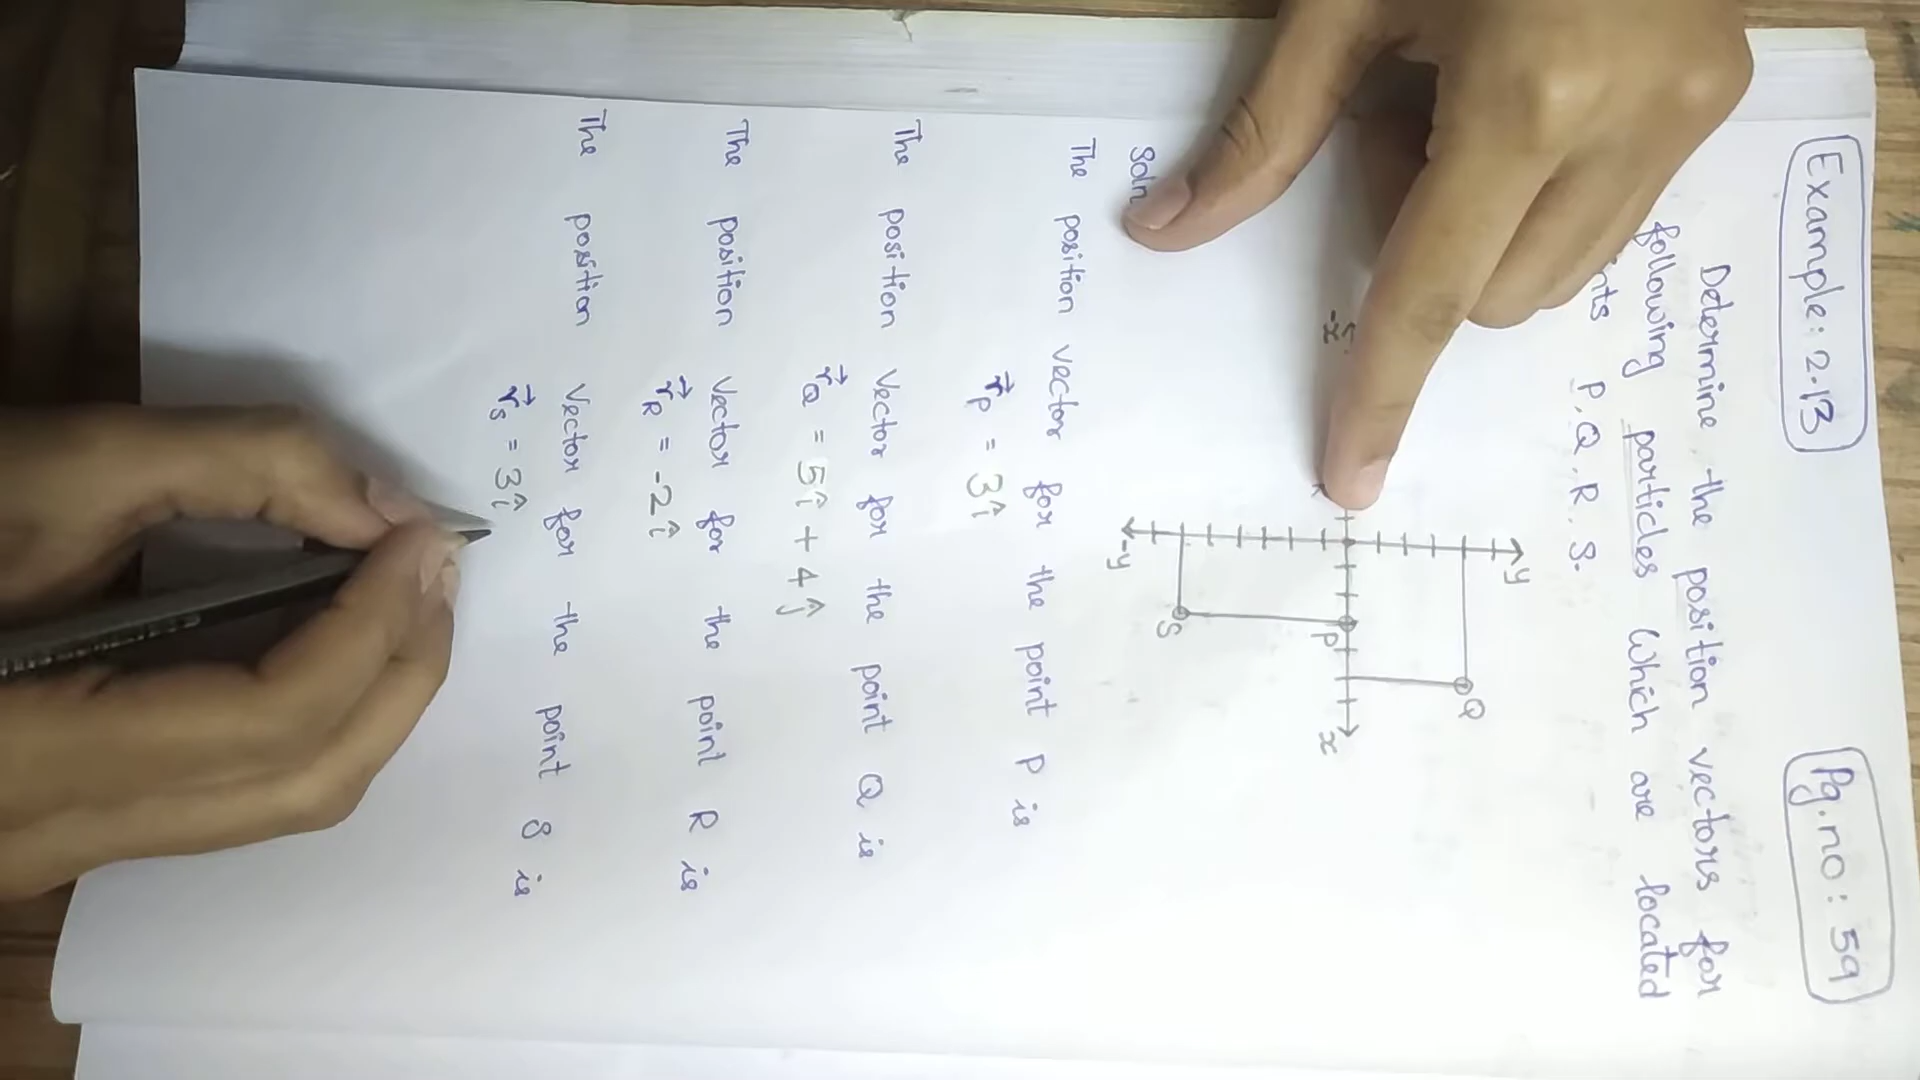 Example: 2.13
Pg.no: 59
Determine the position vectors for
following particles which are located
P, Q, R, S.
y
-x
x
-y
Q
P
S
Soln
The position vector for the point P is
r⃗P = 3î
The position vector for the point Q is
r⃗Q = 5î + 4ĵ
The position vector for the point R is
r⃗R = -2î
The position vector for the point S is
r⃗S = 3î